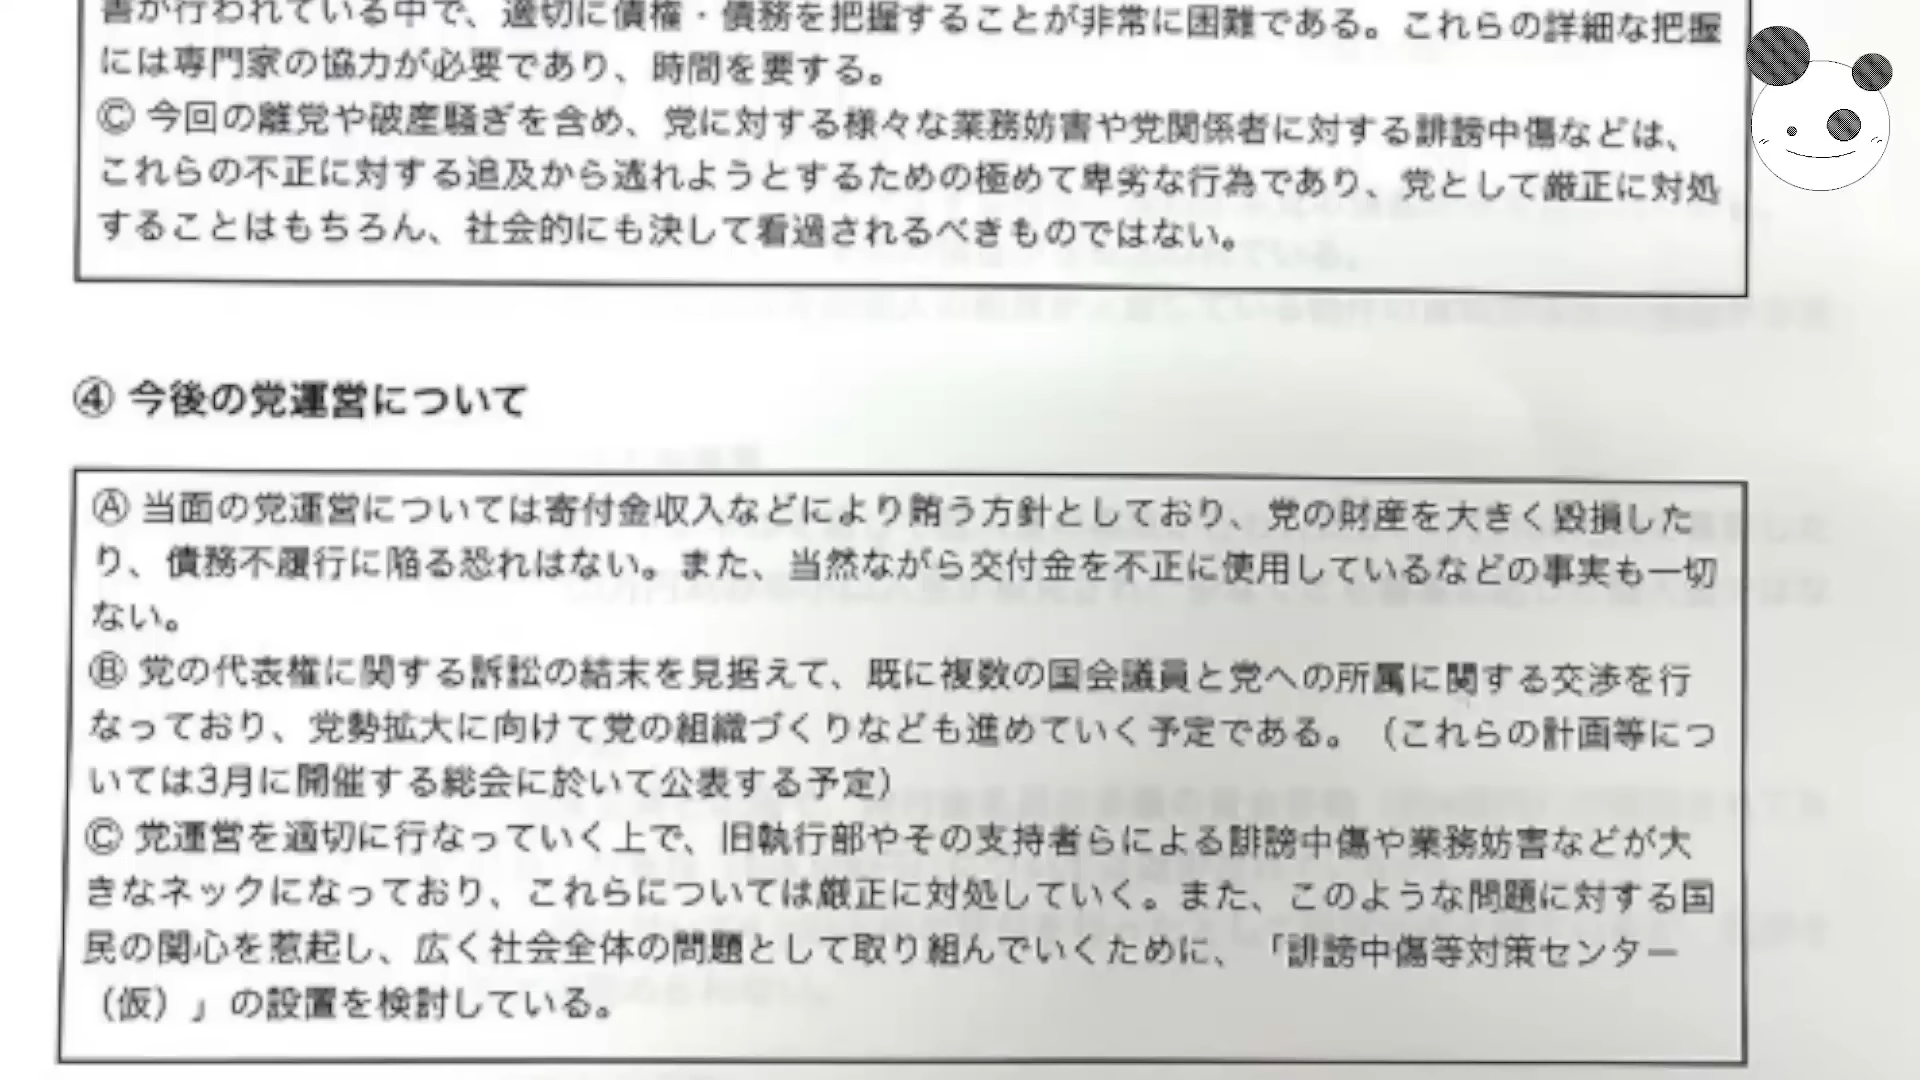 害が行われている中で、適切に債権・債務を把握することが非常に困難である。これらの詳細な把握
には専門家の協力が必要であり、時間を要する。
Ⓒ 今回の離党や破産騒ぎを含め、党に対する様々な業務妨害や党関係者に対する誹謗中傷などは、
これらの不正に対する追及から逃れようとするための極めて卑劣な行為であり、党として厳正に対処
することはもちろん、社会的にも決して看過されるべきものではない。
④ 今後の党運営について
Ⓐ 当面の党運営については寄付金収入などにより賄う方針としており、党の財産を大きく毀損した
り、債務不履行に陥る恐れはない。また、当然ながら交付金を不正に使用しているなどの事実も一切
ない。
Ⓑ 党の代表権に関する訴訟の結末を見据えて、既に複数の国会議員と党への所属に関する交渉を行
なっており、党勢拡大に向けて党の組織づくりなども進めていく予定である。（これらの計画等につ
いては3月に開催する総会に於いて公表する予定）
Ⓒ 党運営を適切に行なっていく上で、旧執行部やその支持者らによる誹謗中傷や業務妨害などが大
きなネックになっており、これらについては厳正に対処していく。また、このような問題に対する国
民の関心を惹起し、広く社会全体の問題として取り組んでいくために、「誹謗中傷等対策センター
（仮）」の設置を検討している。